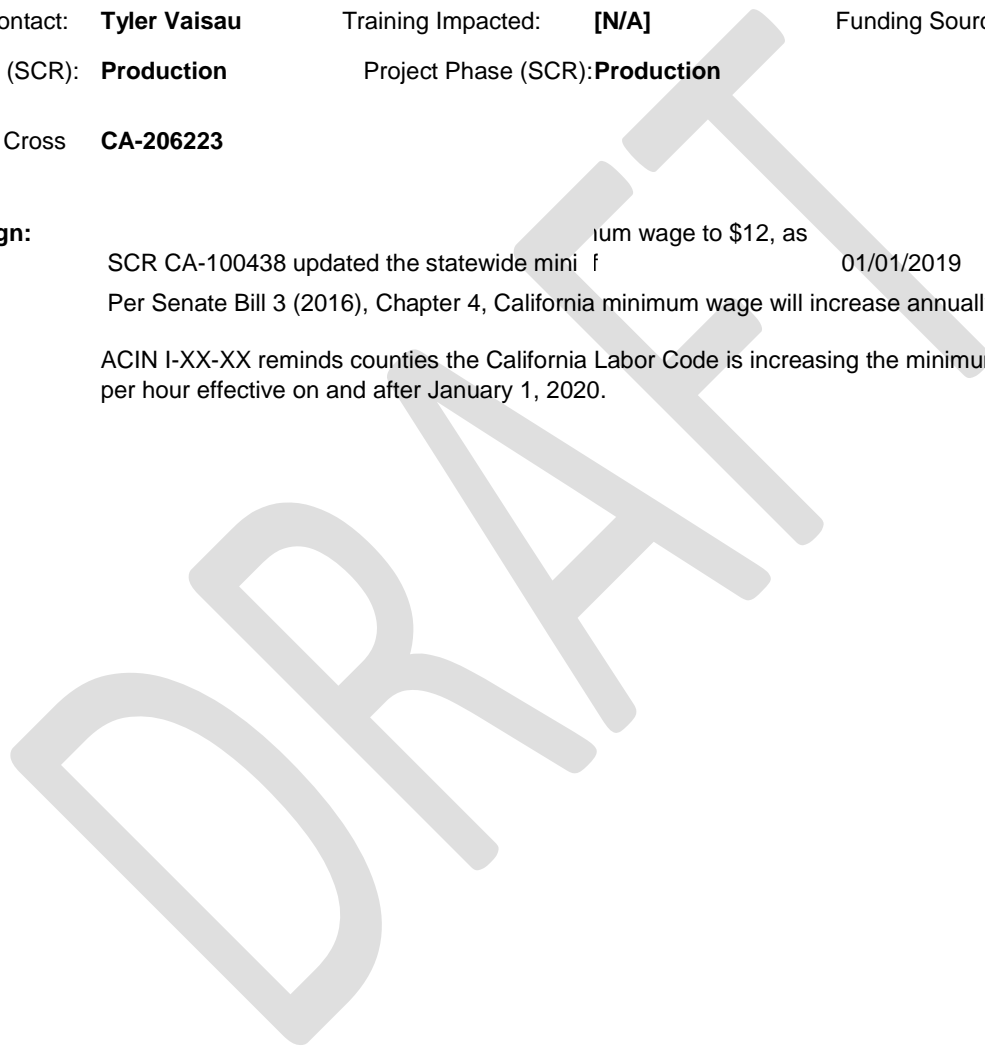 ontact: Tyler Vaisau Training Impacted: [N/A] Funding Sourc
(SCR): Production Project Phase (SCR): Production
Cross CA-206223
gn: num wage to $12, as
SCR CA-100438 updated the statewide mini f 01/01/2019
Per Senate Bill 3 (2016), Chapter 4, California minimum wage will increase annuall
ACIN I-XX-XX reminds counties the California Labor Code is increasing the minimu
per hour effective on and after January 1, 2020.
DRAFT